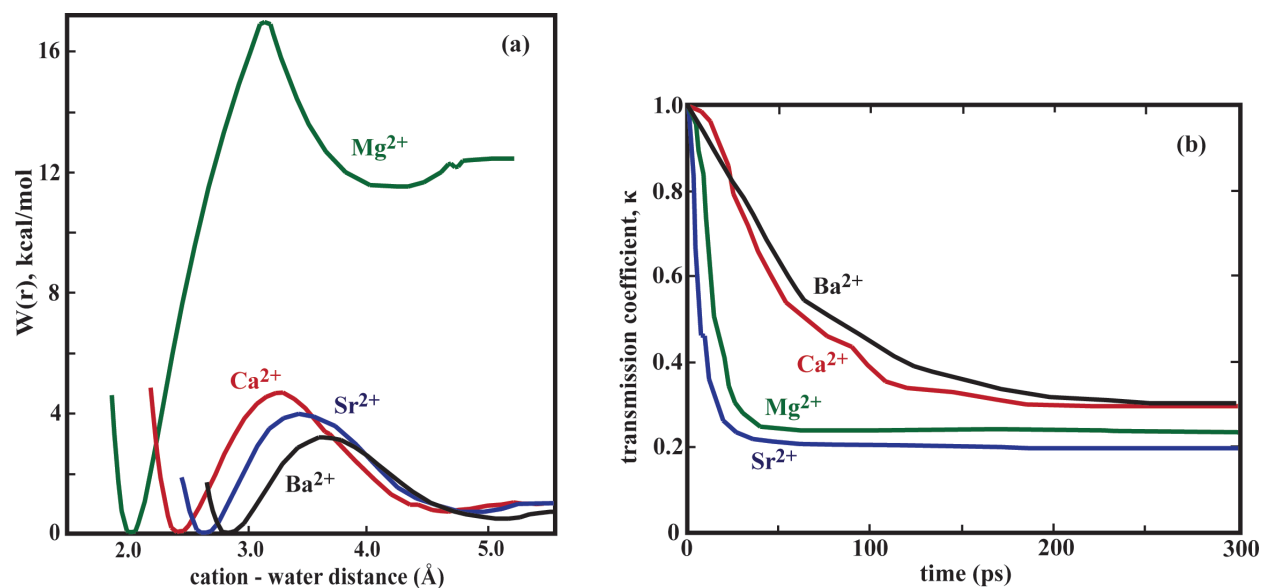 (a)
16
12
8
4
0
W(r), kcal/mol
Mg²⁺
Ca²⁺
Sr²⁺
Ba²⁺
2.0 3.0 4.0 5.0
cation - water distance (Å)
(b)
1.0
0.8
0.6
0.4
0.2
0
transmission coefficient, κ
Ba²⁺
Ca²⁺
Mg²⁺
Sr²⁺
0 100 200 300
time (ps)